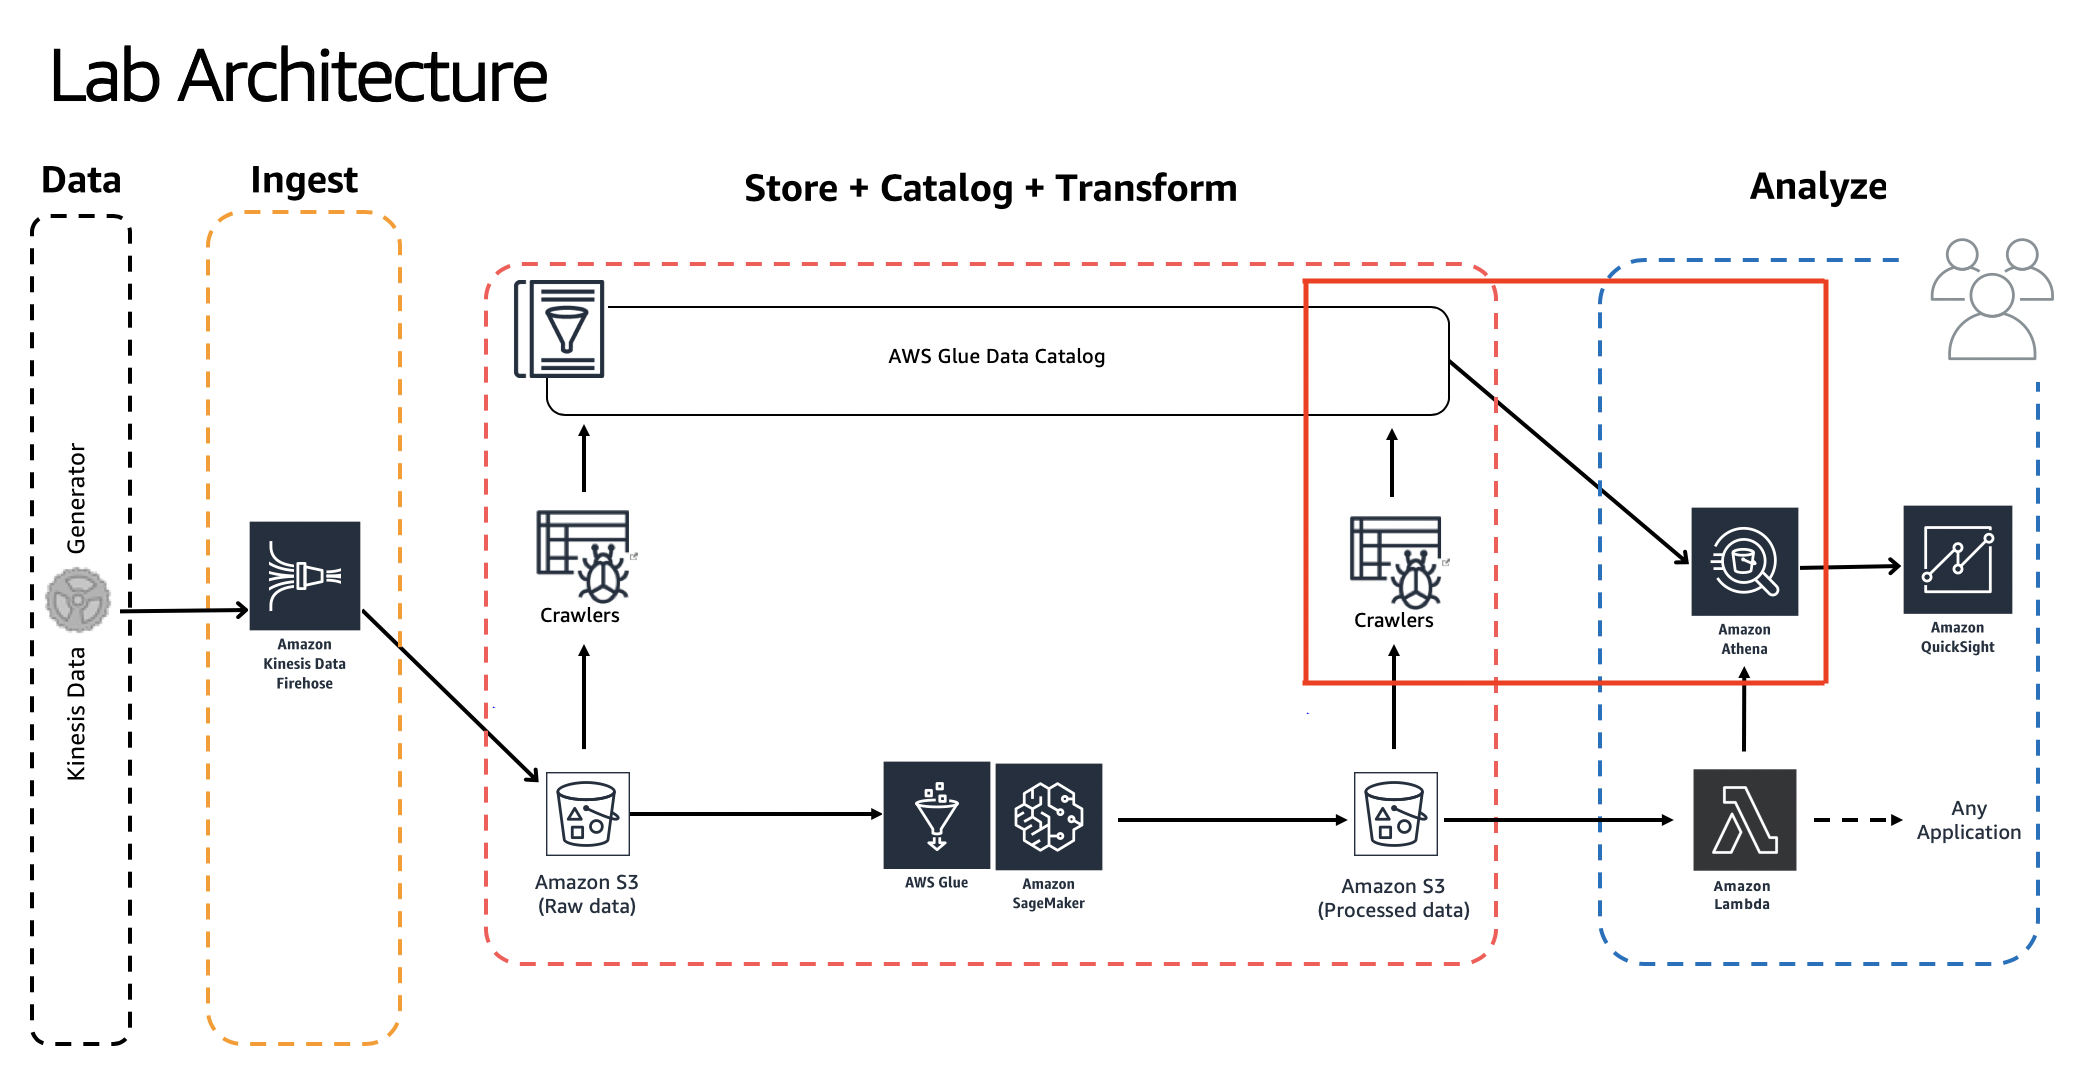 Lab Architecture
Data
Ingest
Store + Catalog + Transform
Analyze
Kinesis Data Generator
Amazon
Kinesis Data
Firehose
AWS Glue Data Catalog
Crawlers
Crawlers
Amazon S3
(Raw data)
AWS Glue
Amazon
SageMaker
Amazon S3
(Processed data)
Amazon
Athena
Amazon
QuickSight
Amazon
Lambda
Any
Application